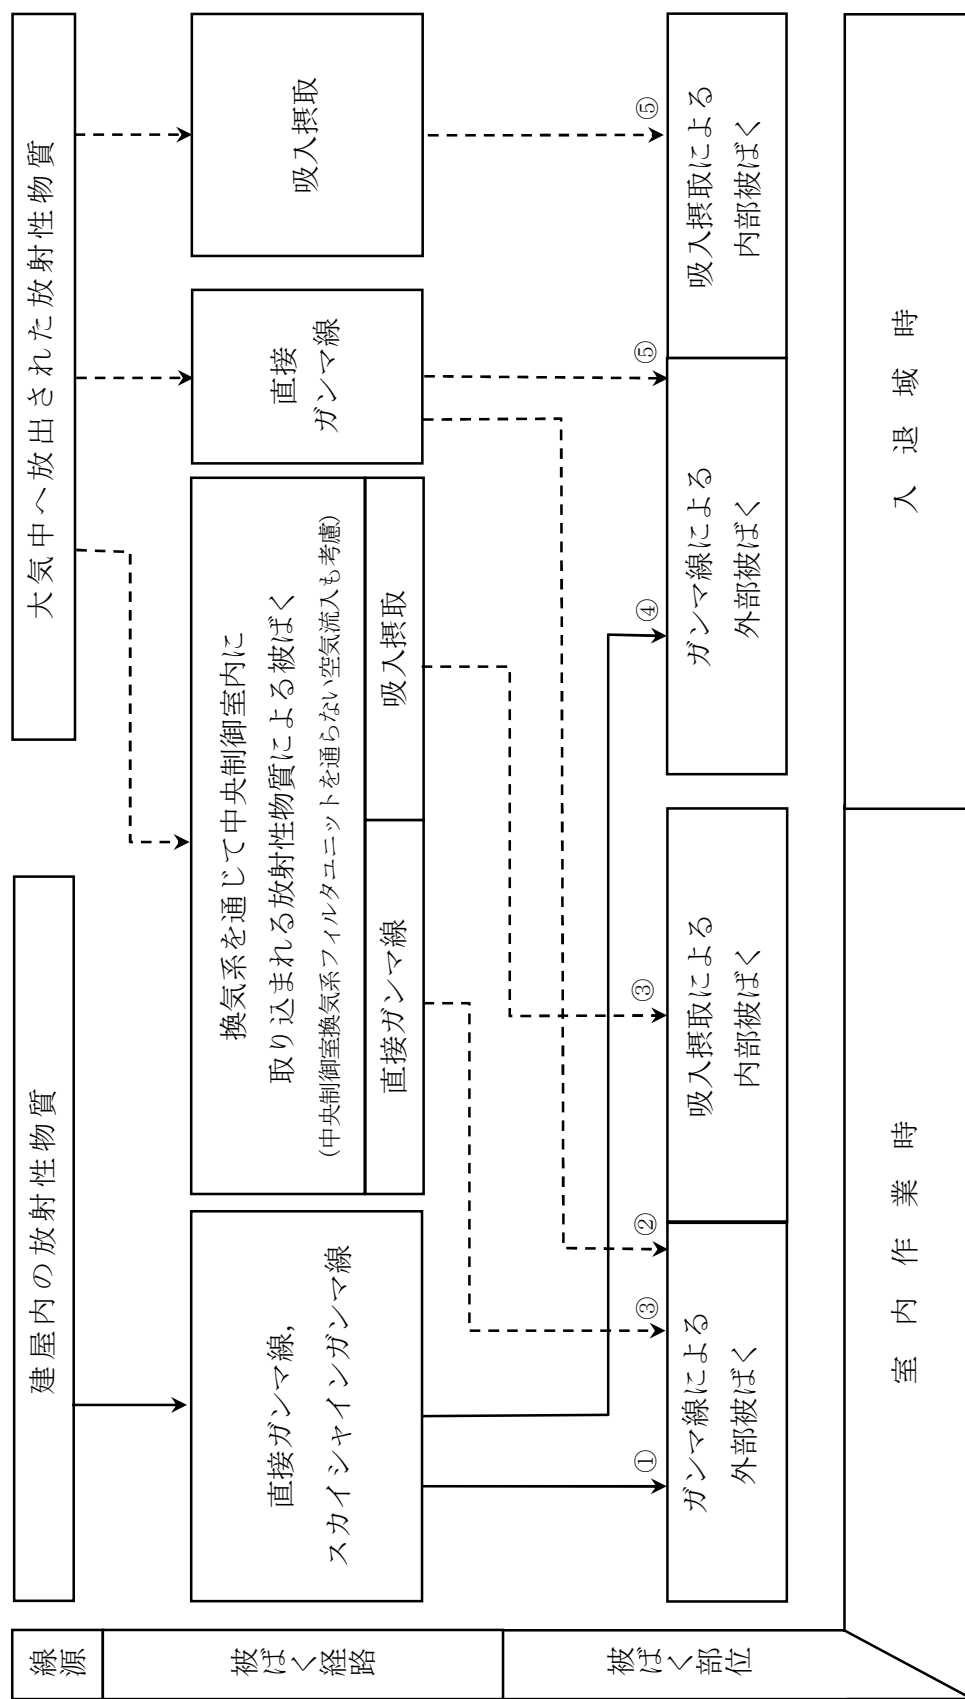 線
源
建屋内の放射性物質
大気中へ放出された放射性物質
被ばく
経路
直接ガンマ線,
スカイシャインガンマ線
換気系を通じて中央制御室内に
取り込まれる放射性物質による被ばく
(中央制御室換気系フィルタユニットを通らない空気流入も考慮)
直接ガンマ線
吸入摂取
直接
ガンマ線
吸入摂取
①
③
②
③
④
⑤
⑤
被ばく部位
ガンマ線による
外部被ばく
吸入摂取による
内部被ばく
ガンマ線による
外部被ばく
吸入摂取による
内部被ばく
室内作業時
入退域時